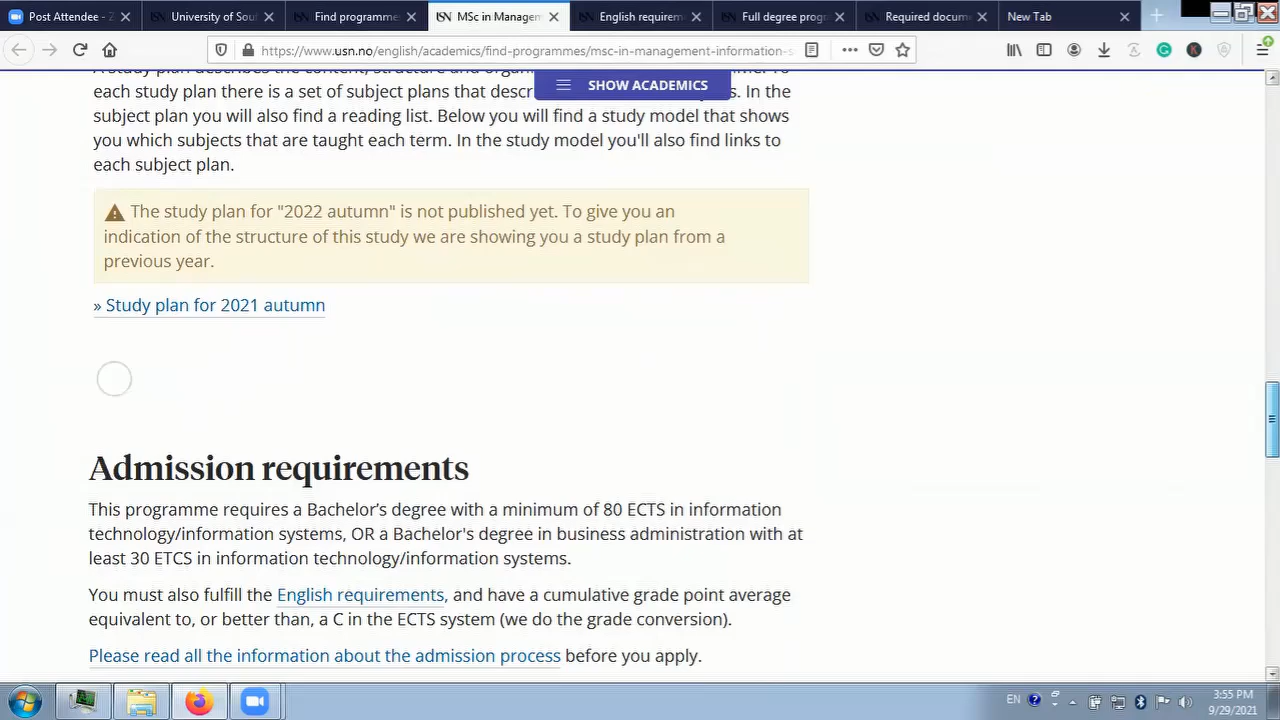 Post Attendee - Z
University of Sou
Find programme
MSc in Managem
English requirem
Full degree prog
Required docum
New Tab
https://www.usn.no/english/academics/find-programmes/msc-in-management-information-s
A study plan describes the content, structure and organi
each study plan there is a set of subject plans that descr
s. In the
SHOW ACADEMICS
subject plan you will also find a reading list. Below you will find a study model that shows
you which subjects that are taught each term. In the study model you'll also find links to
each subject plan.
The study plan for "2022 autumn" is not published yet. To give you an
indication of the structure of this study we are showing you a study plan from a
previous year.
» Study plan for 2021 autumn
Admission requirements
This programme requires a Bachelor's degree with a minimum of 80 ECTS in information
technology/information systems, OR a Bachelor's degree in business administration with at
least 30 ETCS in information technology/information systems.
You must also fulfill the English requirements, and have a cumulative grade point average
equivalent to, or better than, a C in the ECTS system (we do the grade conversion).
Please read all the information about the admission process before you apply.
EN
3:55 PM
9/29/2021